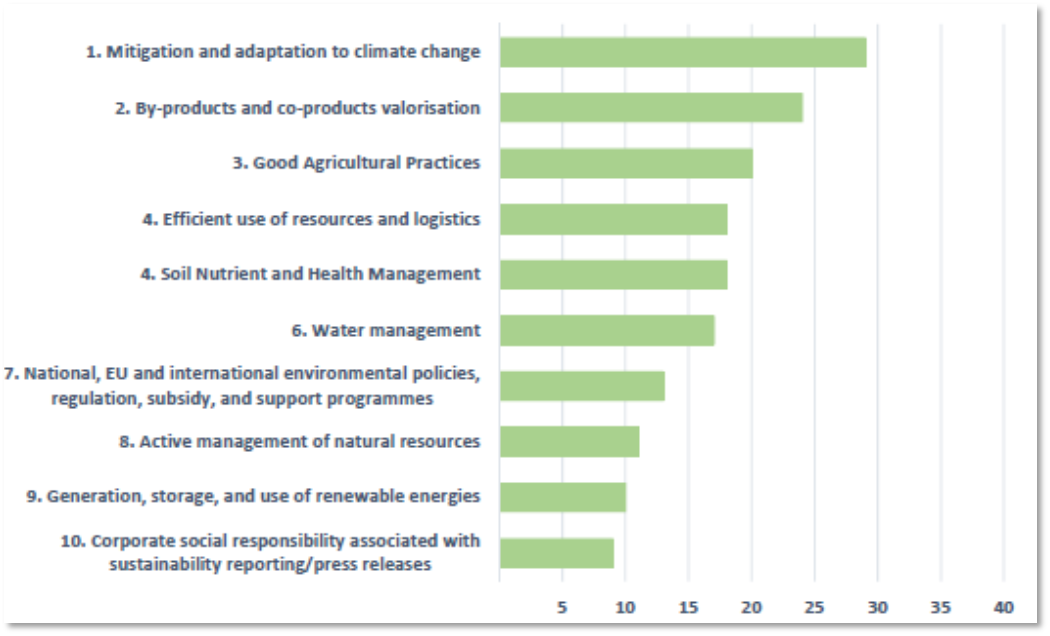 1. Mitigation and adaptation to climate change
2. By-products and co-products valorisation
3. Good Agricultural Practices
4. Efficient use of resources and logistics
4. Soil Nutrient and Health Management
6. Water management
7. National, EU and international environmental policies,
regulation, subsidy, and support programmes
8. Active management of natural resources
9. Generation, storage, and use of renewable energies
10. Corporate social responsibility associated with
sustainability reporting/press releases
5 10 15 20 25 30 35 40